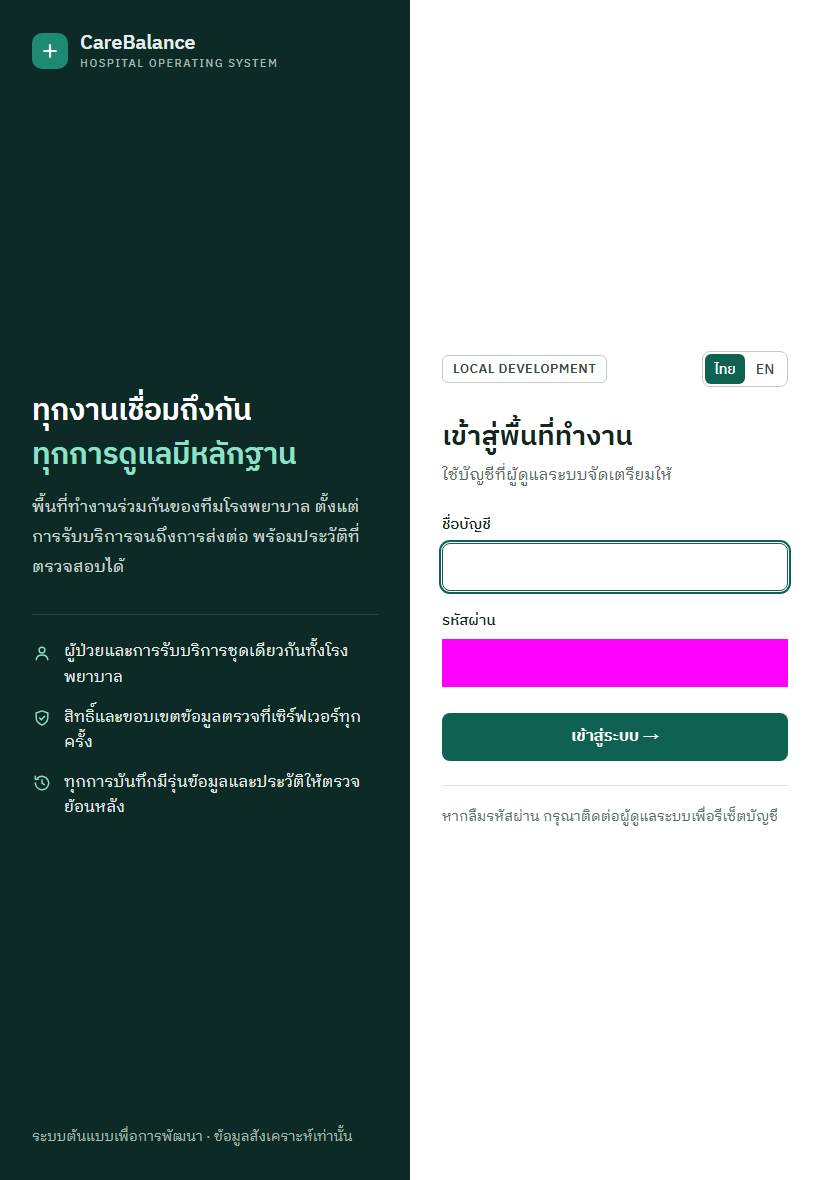 CareBalance
HOSPITAL OPERATING SYSTEM
ทุกงานเชื่อมถึงกัน
ทุกการดูแลมีหลักฐาน
พื้นที่ทำงานร่วมกันของทีมโรงพยาบาล ตั้งแต่
การรับบริการจนถึงการส่งต่อ พร้อมประวัติที่
ตรวจสอบได้
ผู้ป่วยและการรับบริการชุดเดียวกันทั้งโรง
พยาบาล
สิทธิ์และขอบเขตข้อมูลตรวจที่เซิร์ฟเวอร์ทุก
ครั้ง
ทุกการบันทึกมีรุ่นข้อมูลและประวัติให้ตรวจ
ย้อนหลัง
ระบบต้นแบบเพื่อการพัฒนา · ข้อมูลสังเคราะห์เท่านั้น
LOCAL DEVELOPMENT
ไทย EN
เข้าสู่พื้นที่ทำงาน
ใช้บัญชีที่ผู้ดูแลระบบจัดเตรียมให้
ชื่อบัญชี
รหัสผ่าน
เข้าสู่ระบบ →
หากลืมรหัสผ่าน กรุณาติดต่อผู้ดูแลระบบเพื่อรีเซ็ตบัญชี